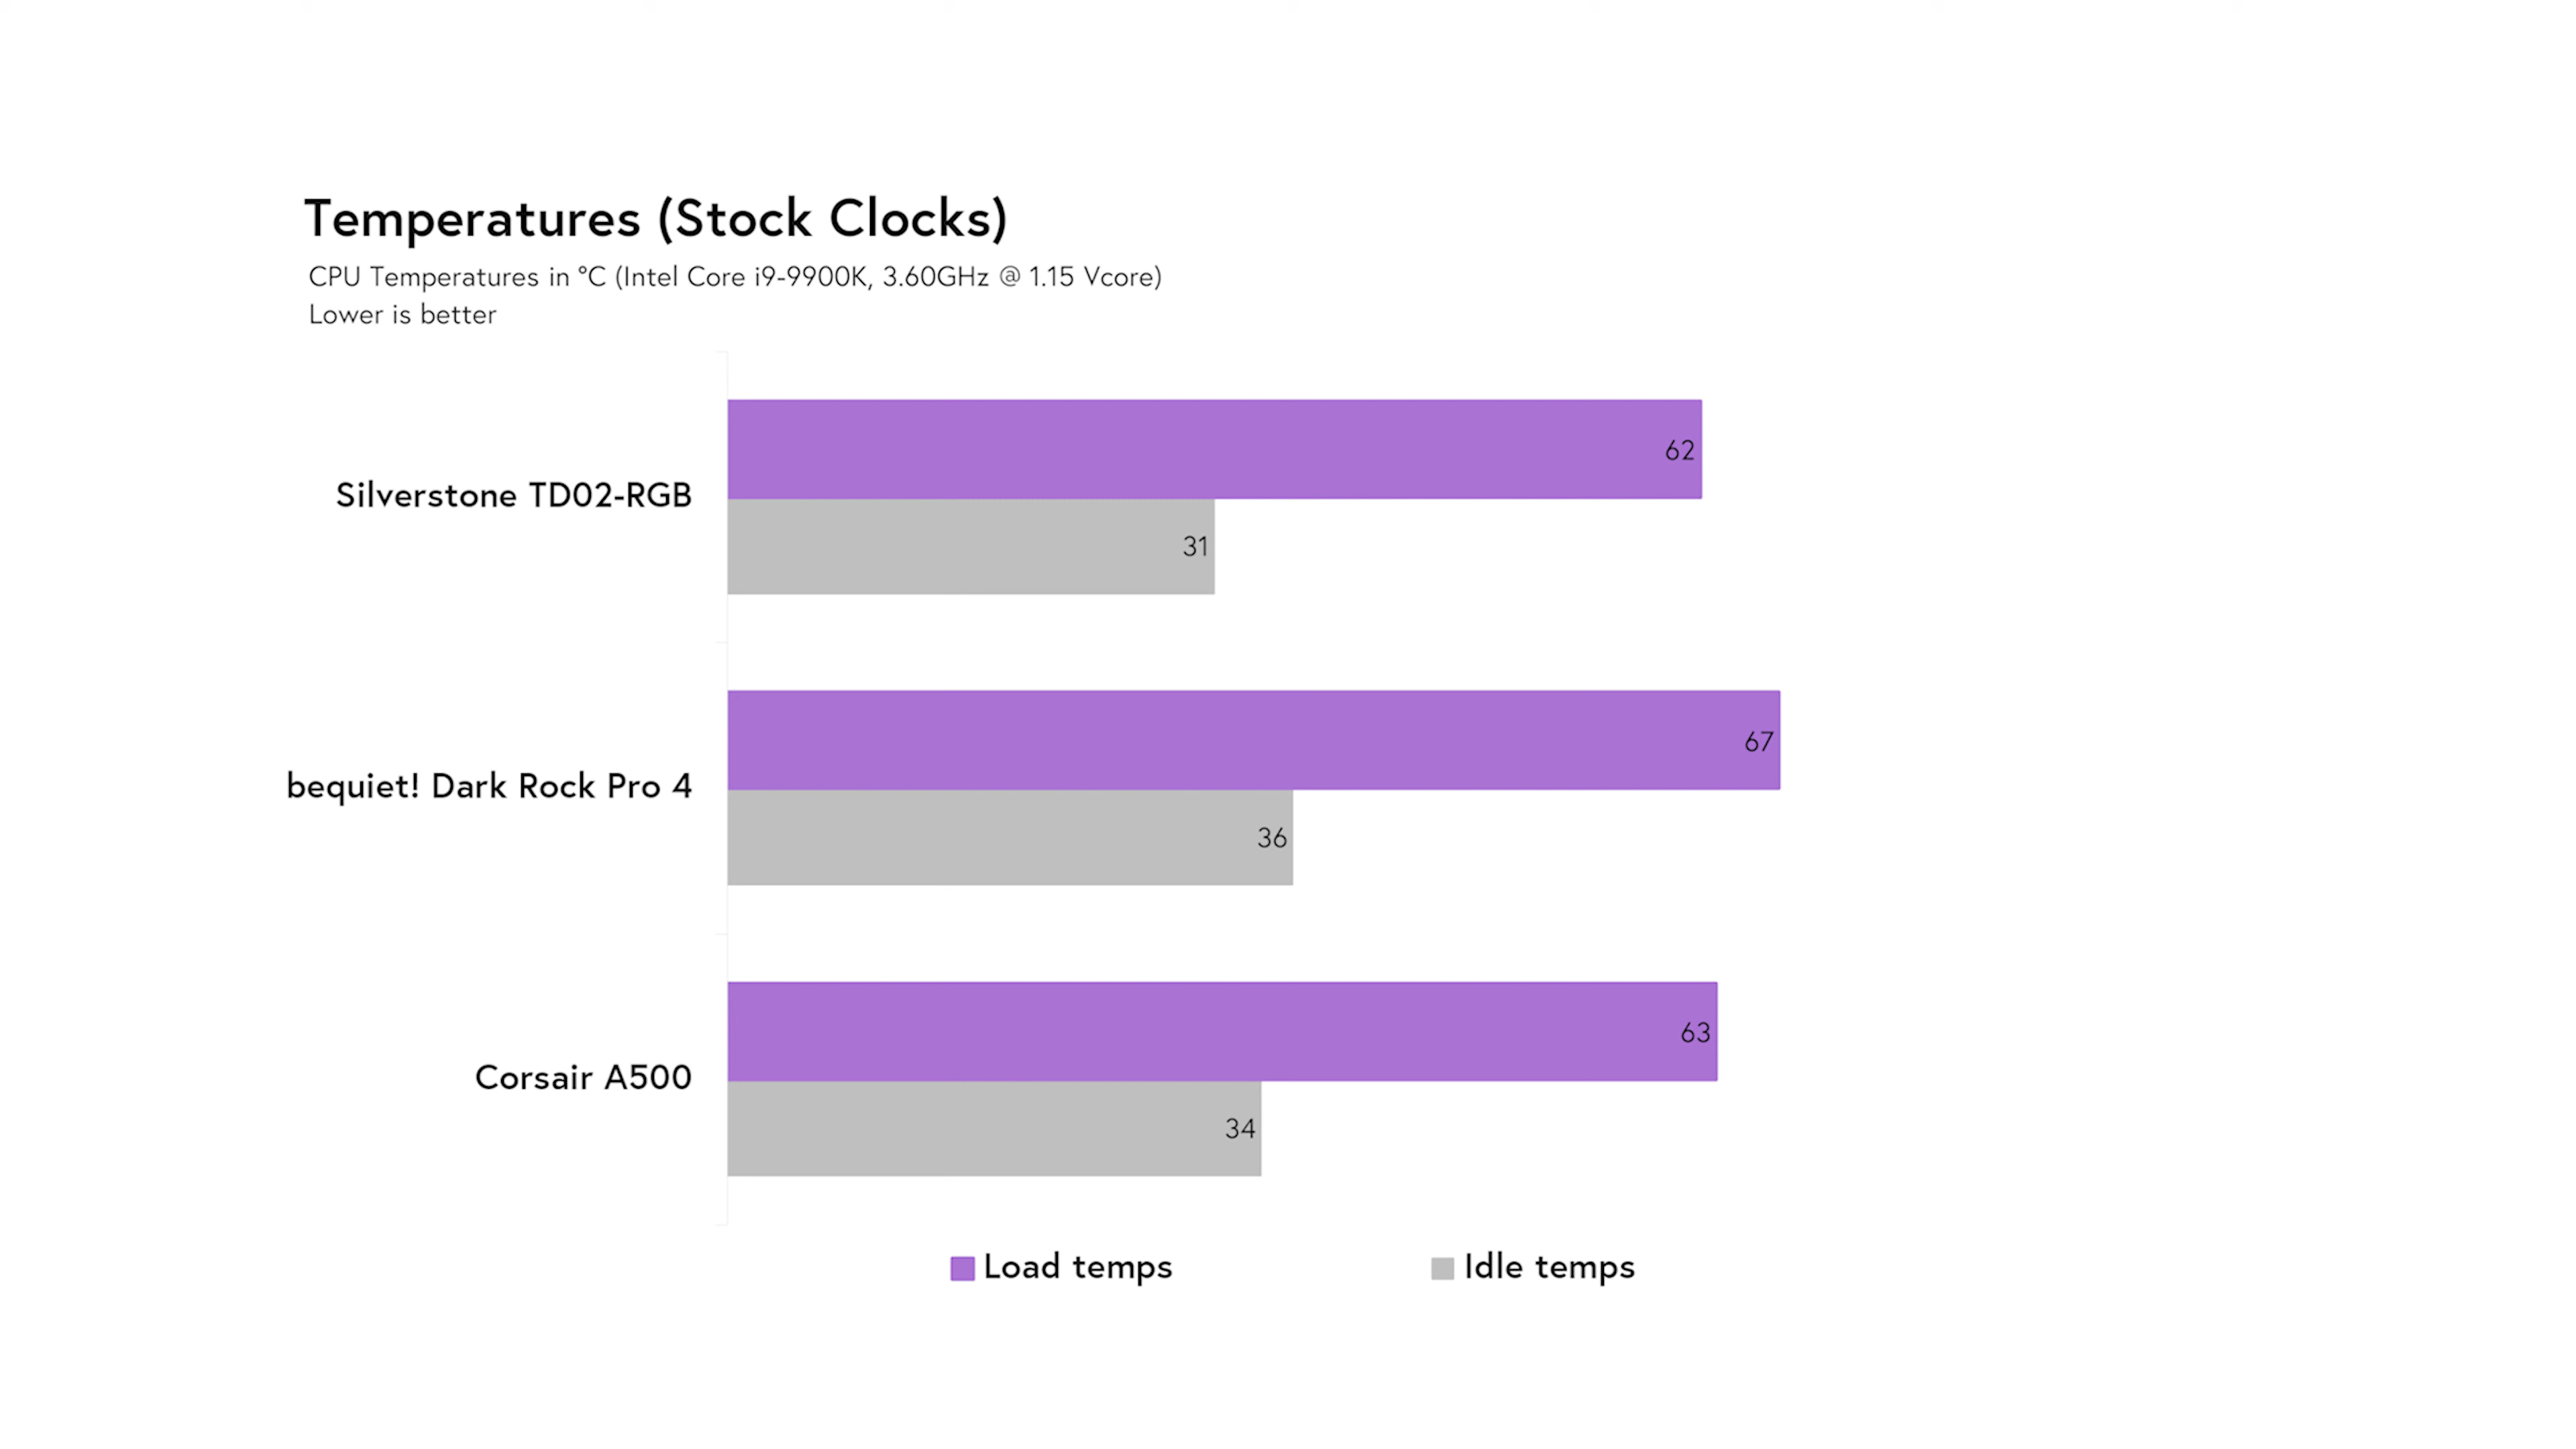 Temperatures (Stock Clocks)
CPU Temperatures in °C (Intel Core i9-9900K, 3.60GHz @ 1.15 Vcore)
Lower is better
62
Silverstone TD02-RGB
31
67
bequiet! Dark Rock Pro 4
36
63
Corsair A500
34
Load temps
Idle temps